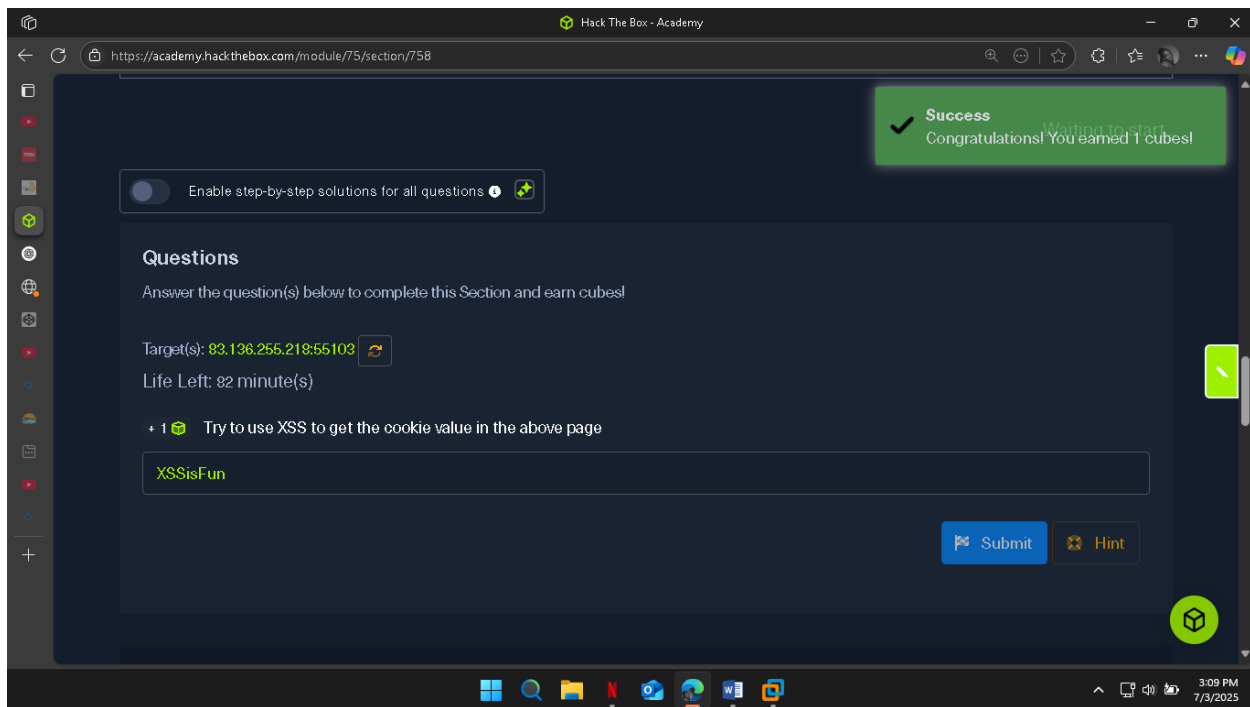 Hack The Box - Academy
https://academy.hackthebox.com/module/75/section/758
Success
Waiting to start
Congratulations! You earned 1 cubes!
Enable step-by-step solutions for all questions
Questions
Answer the question(s) below to complete this Section and earn cubes!
Target(s): 83.136.255.218:55103
Life Left: 82 minute(s)
+ 1 Try to use XSS to get the cookie value in the above page
XSSisFun
Submit Hint
3:09 PM
7/3/2025